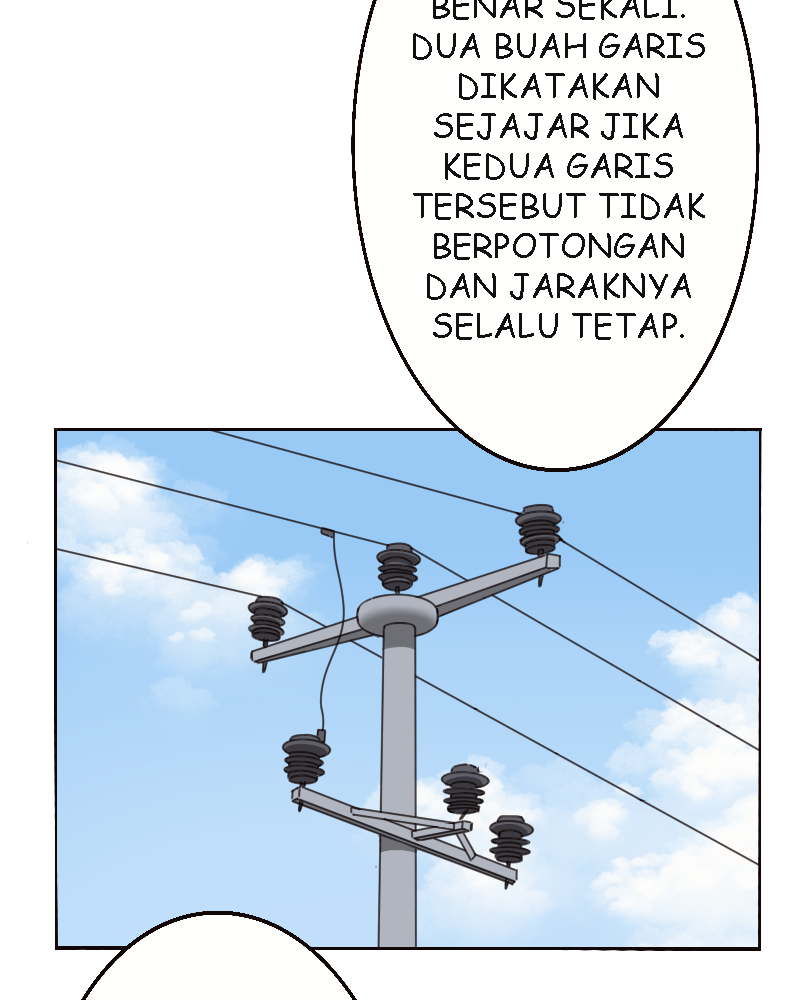 BENAR SEKALI.
DUA BUAH GARIS
DIKATAKAN
SEJAJAR JIKA
KEDUA GARIS
TERSEBUT TIDAK
BERPOTONGAN
DAN JARAKNYA
SELALU TETAP.